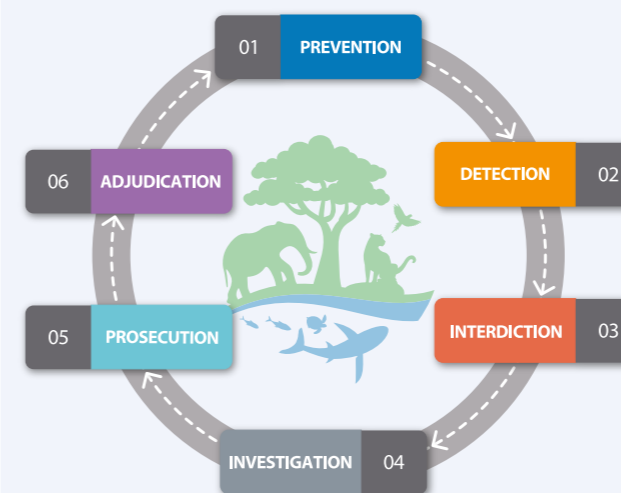 01 PREVENTION
DETECTION 02
INTERDICTION 03
INVESTIGATION 04
05 PROSECUTION
06 ADJUDICATION